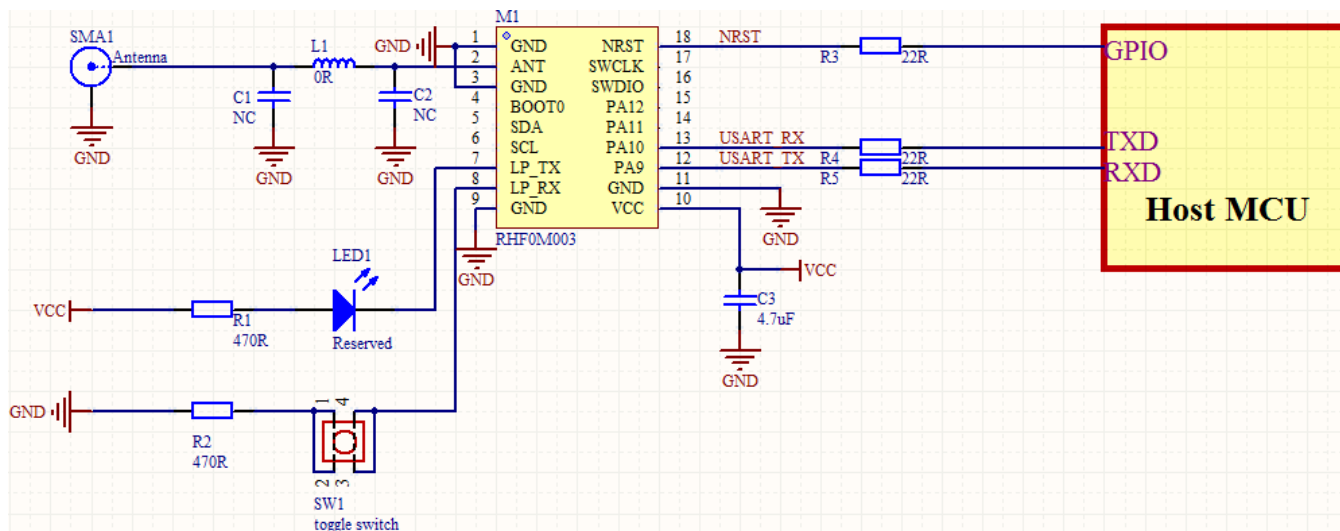 M1
SMA1
Antenna
L1
0R
C1
NC
C2
NC
GND
GND
GND
GND
1
2
3
4
5
6
7
8
9
GND
ANT
GND
BOOT0
SDA
SCL
LP_TX
LP_RX
GND
NRST
SWCLK
SWDIO
PA12
PA11
PA10
PA9
GND
VCC
18
17
16
15
14
13
12
11
10
RHF0M003
GND
NRST
R3
22R
USART_RX
USART_TX
R4
22R
R5
22R
GND
VCC
C3
4.7uF
GND
GPIO
TXD
RXD
Host MCU
VCC
R1
470R
LED1
Reserved
GND
R2
470R
1
4
2
3
SW1
toggle switch